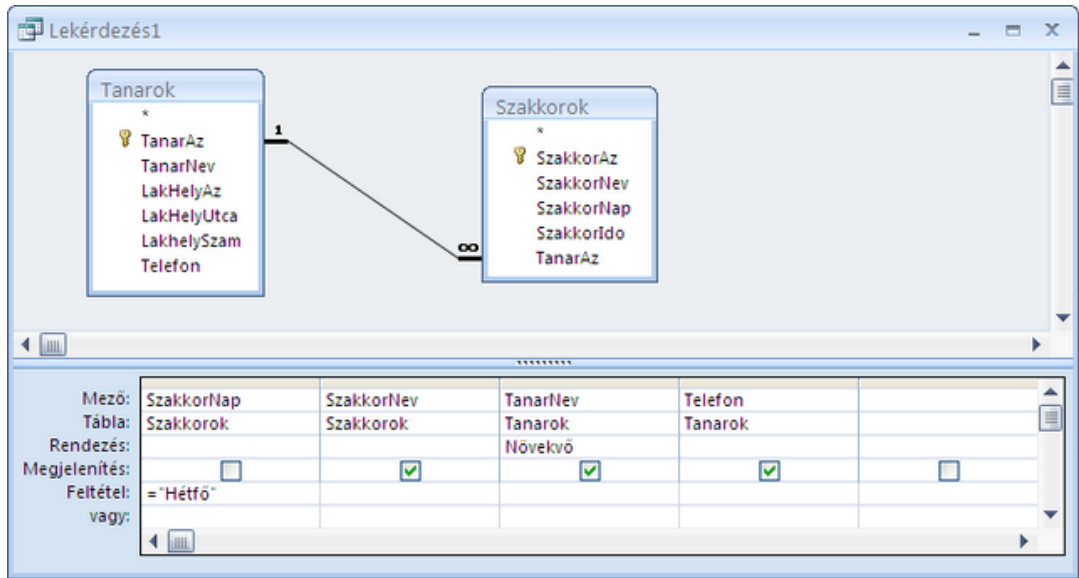 Lekérdezés1
Tanarok
*
TanarAz
TanarNev
LakHelyAz
LakHelyUtca
LakhelySzam
Telefon
1
∞
Szakkorok
*
SzakkorAz
SzakkorNev
SzakkorNap
SzakkorIdo
TanarAz
Mező: SzakkorNap SzakkorNev TanarNev Telefon
Tábla: Szakkorok Szakkorok Tanarok Tanarok
Rendezés: Növekvő
Megjelenítés:
Feltétel: ="Hétfő"
vagy: